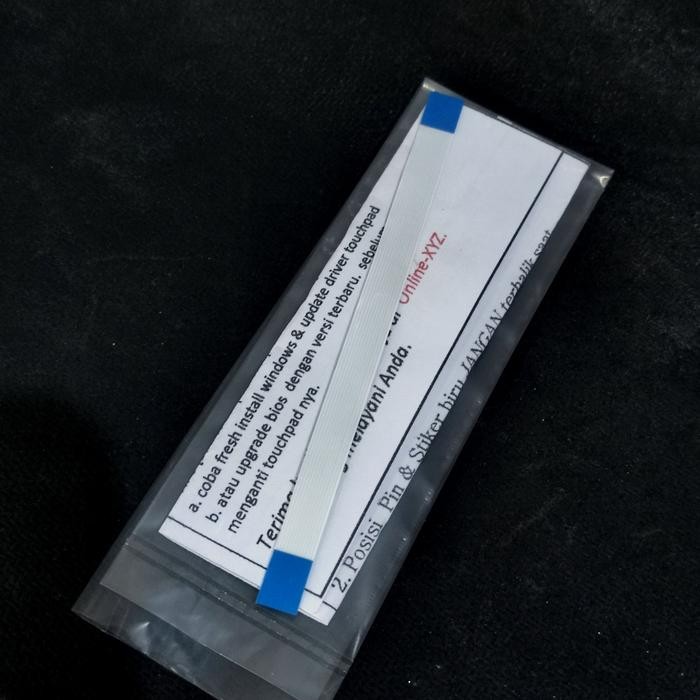 a. coba fresh install windows & update driver touchpad
b. atau upgrade bios dengan versi terbaru. sebelum
menganti touchpad nya.
Online-XYZ.
melayani Anda.
2. Posisi Pin & Stiker biru JANGAN terbalik saat